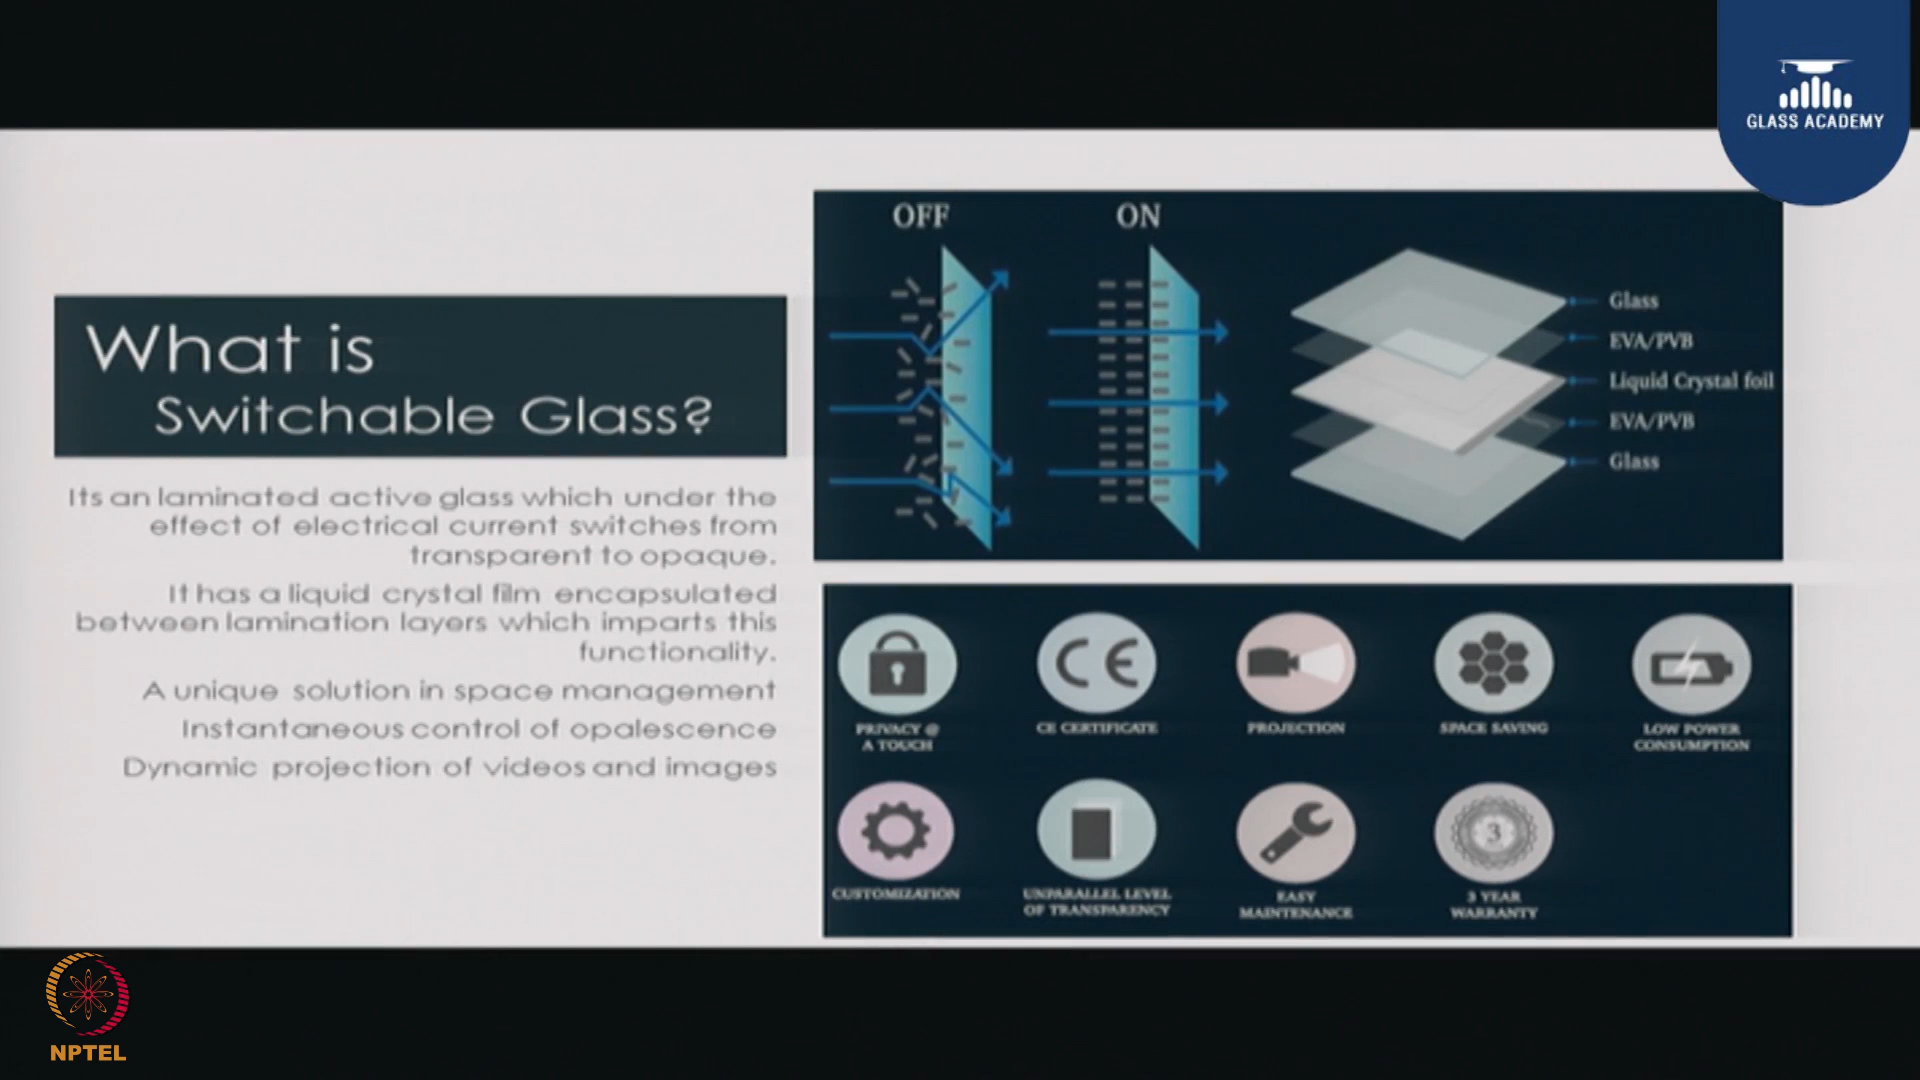 GLASS ACADEMY
What is
Switchable Glass?
Its an laminated active glass which under the
effect of electrical current switches from
transparent to opaque.
It has a liquid crystal film encapsulated
between lamination layers which imparts this
functionality.
A unique solution in space management
Instantaneous control of opalescence
Dynamic projection of videos and images
OFF
ON
Glass
EVA/PVB
Liquid Crystal foil
EVA/PVB
Glass
PRIVACY @
A TOUCH
CE
CE CERTIFICATE
PROJECTION
SPACE SAVING
LOW POWER
CONSUMPTION
CUSTOMIZATION
UNPARALLEL LEVEL
OF TRANSPARENCY
EASY
MAINTENANCE
3
3 YEAR
WARRANTY
NPTEL